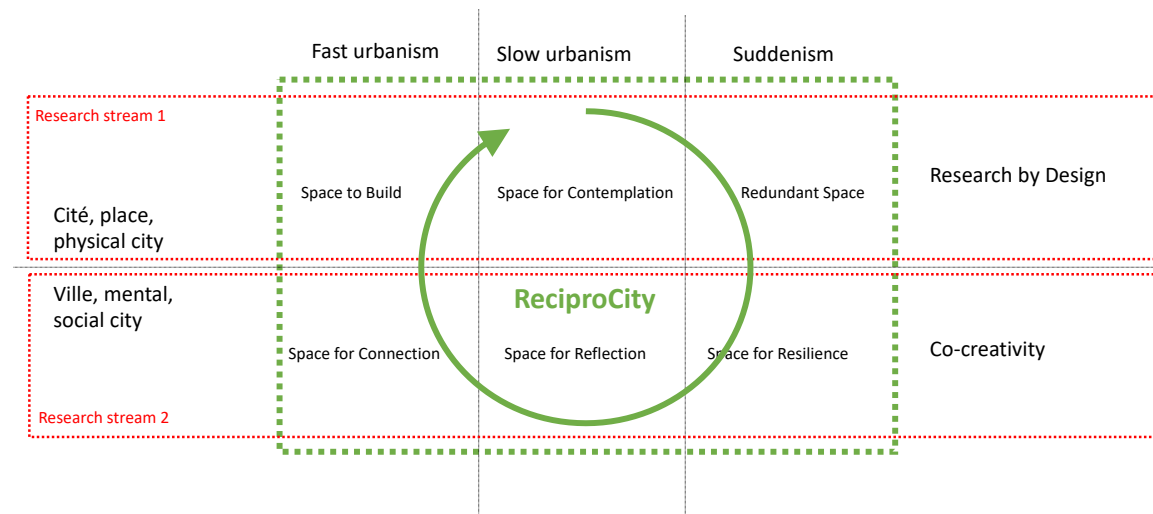 Fast urbanism
Slow urbanism
Suddenism
Research stream 1
Space to Build
Space for Contemplation
Redundant Space
Research by Design
Cité, place,
physical city
Ville, mental,
social city
ReciproCity
Space for Connection
Space for Reflection
Space for Resilience
Co-creativity
Research stream 2